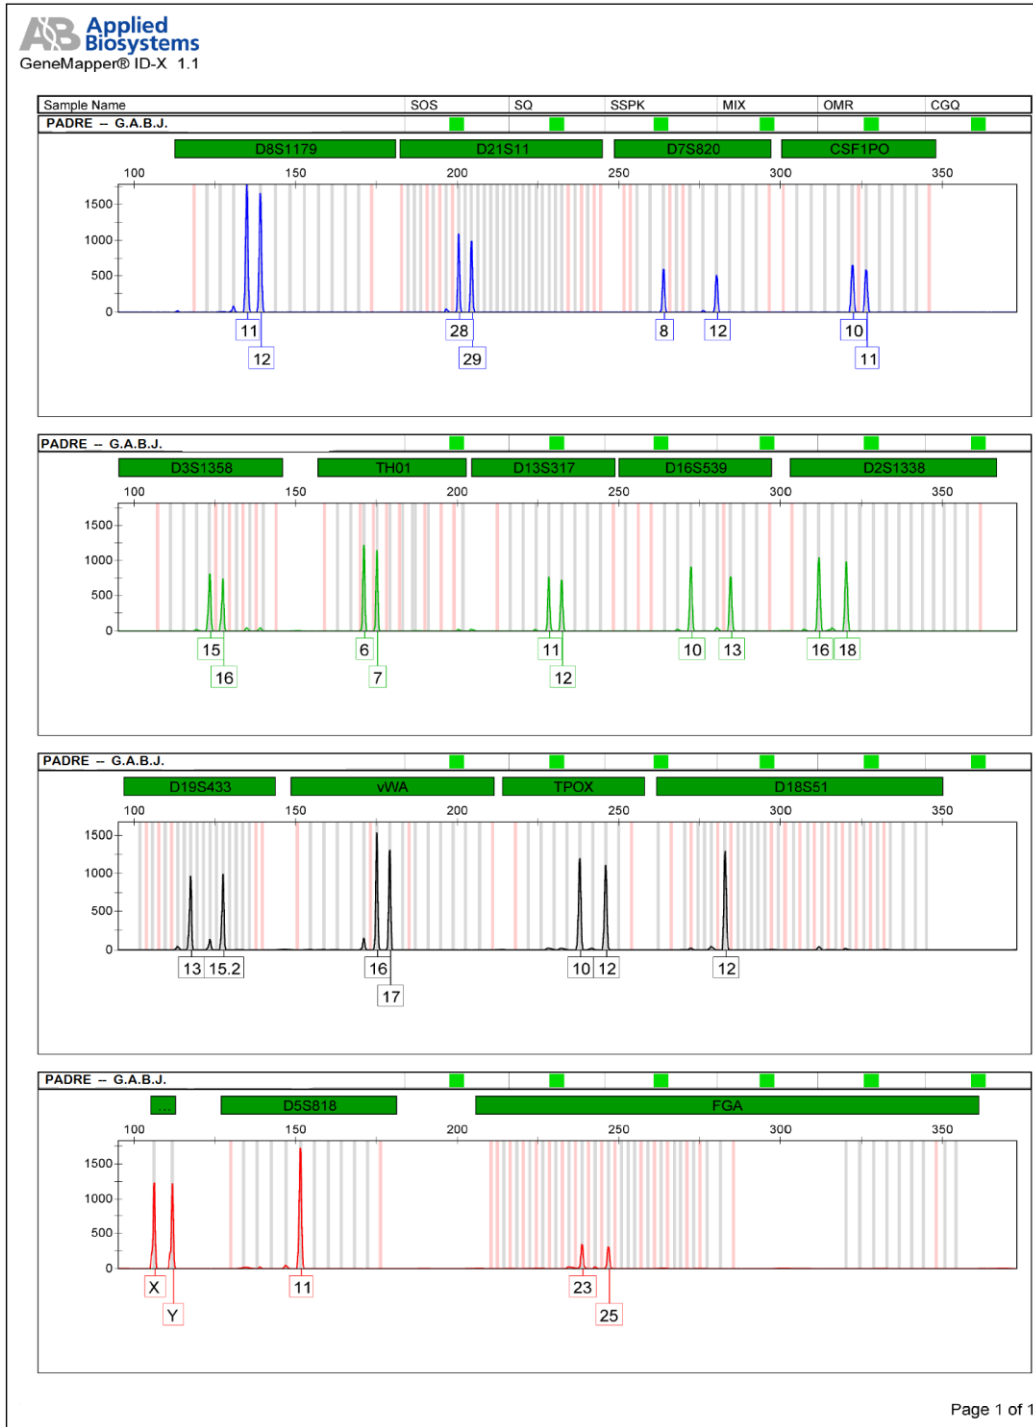 AB Applied
Biosystems
GeneMapper® ID-X 1.1
Sample Name SOS SQ SSPK MIX OMR CGQ
PADRE -- G.A.B.J.
D8S1179 D21S11 D7S820 CSF1PO
100 150 200 250 300 350
1500
1000
500
0
11 28 8 12 10
12 29 11
PADRE -- G.A.B.J.
D3S1358 TH01 D13S317 D16S539 D2S1338
100 150 200 250 300 350
1500
1000
500
0
15 6 11 10 13 16 18
16 7 12
PADRE -- G.A.B.J.
D19S433 vWA TPOX D18S51
100 150 200 250 300 350
1500
1000
500
0
13 15.2 16 10 12 12
17
PADRE -- G.A.B.J.
... D5S818 FGA
100 150 200 250 300 350
1500
1000
500
0
X 11 23
Y 25
Page 1 of 1